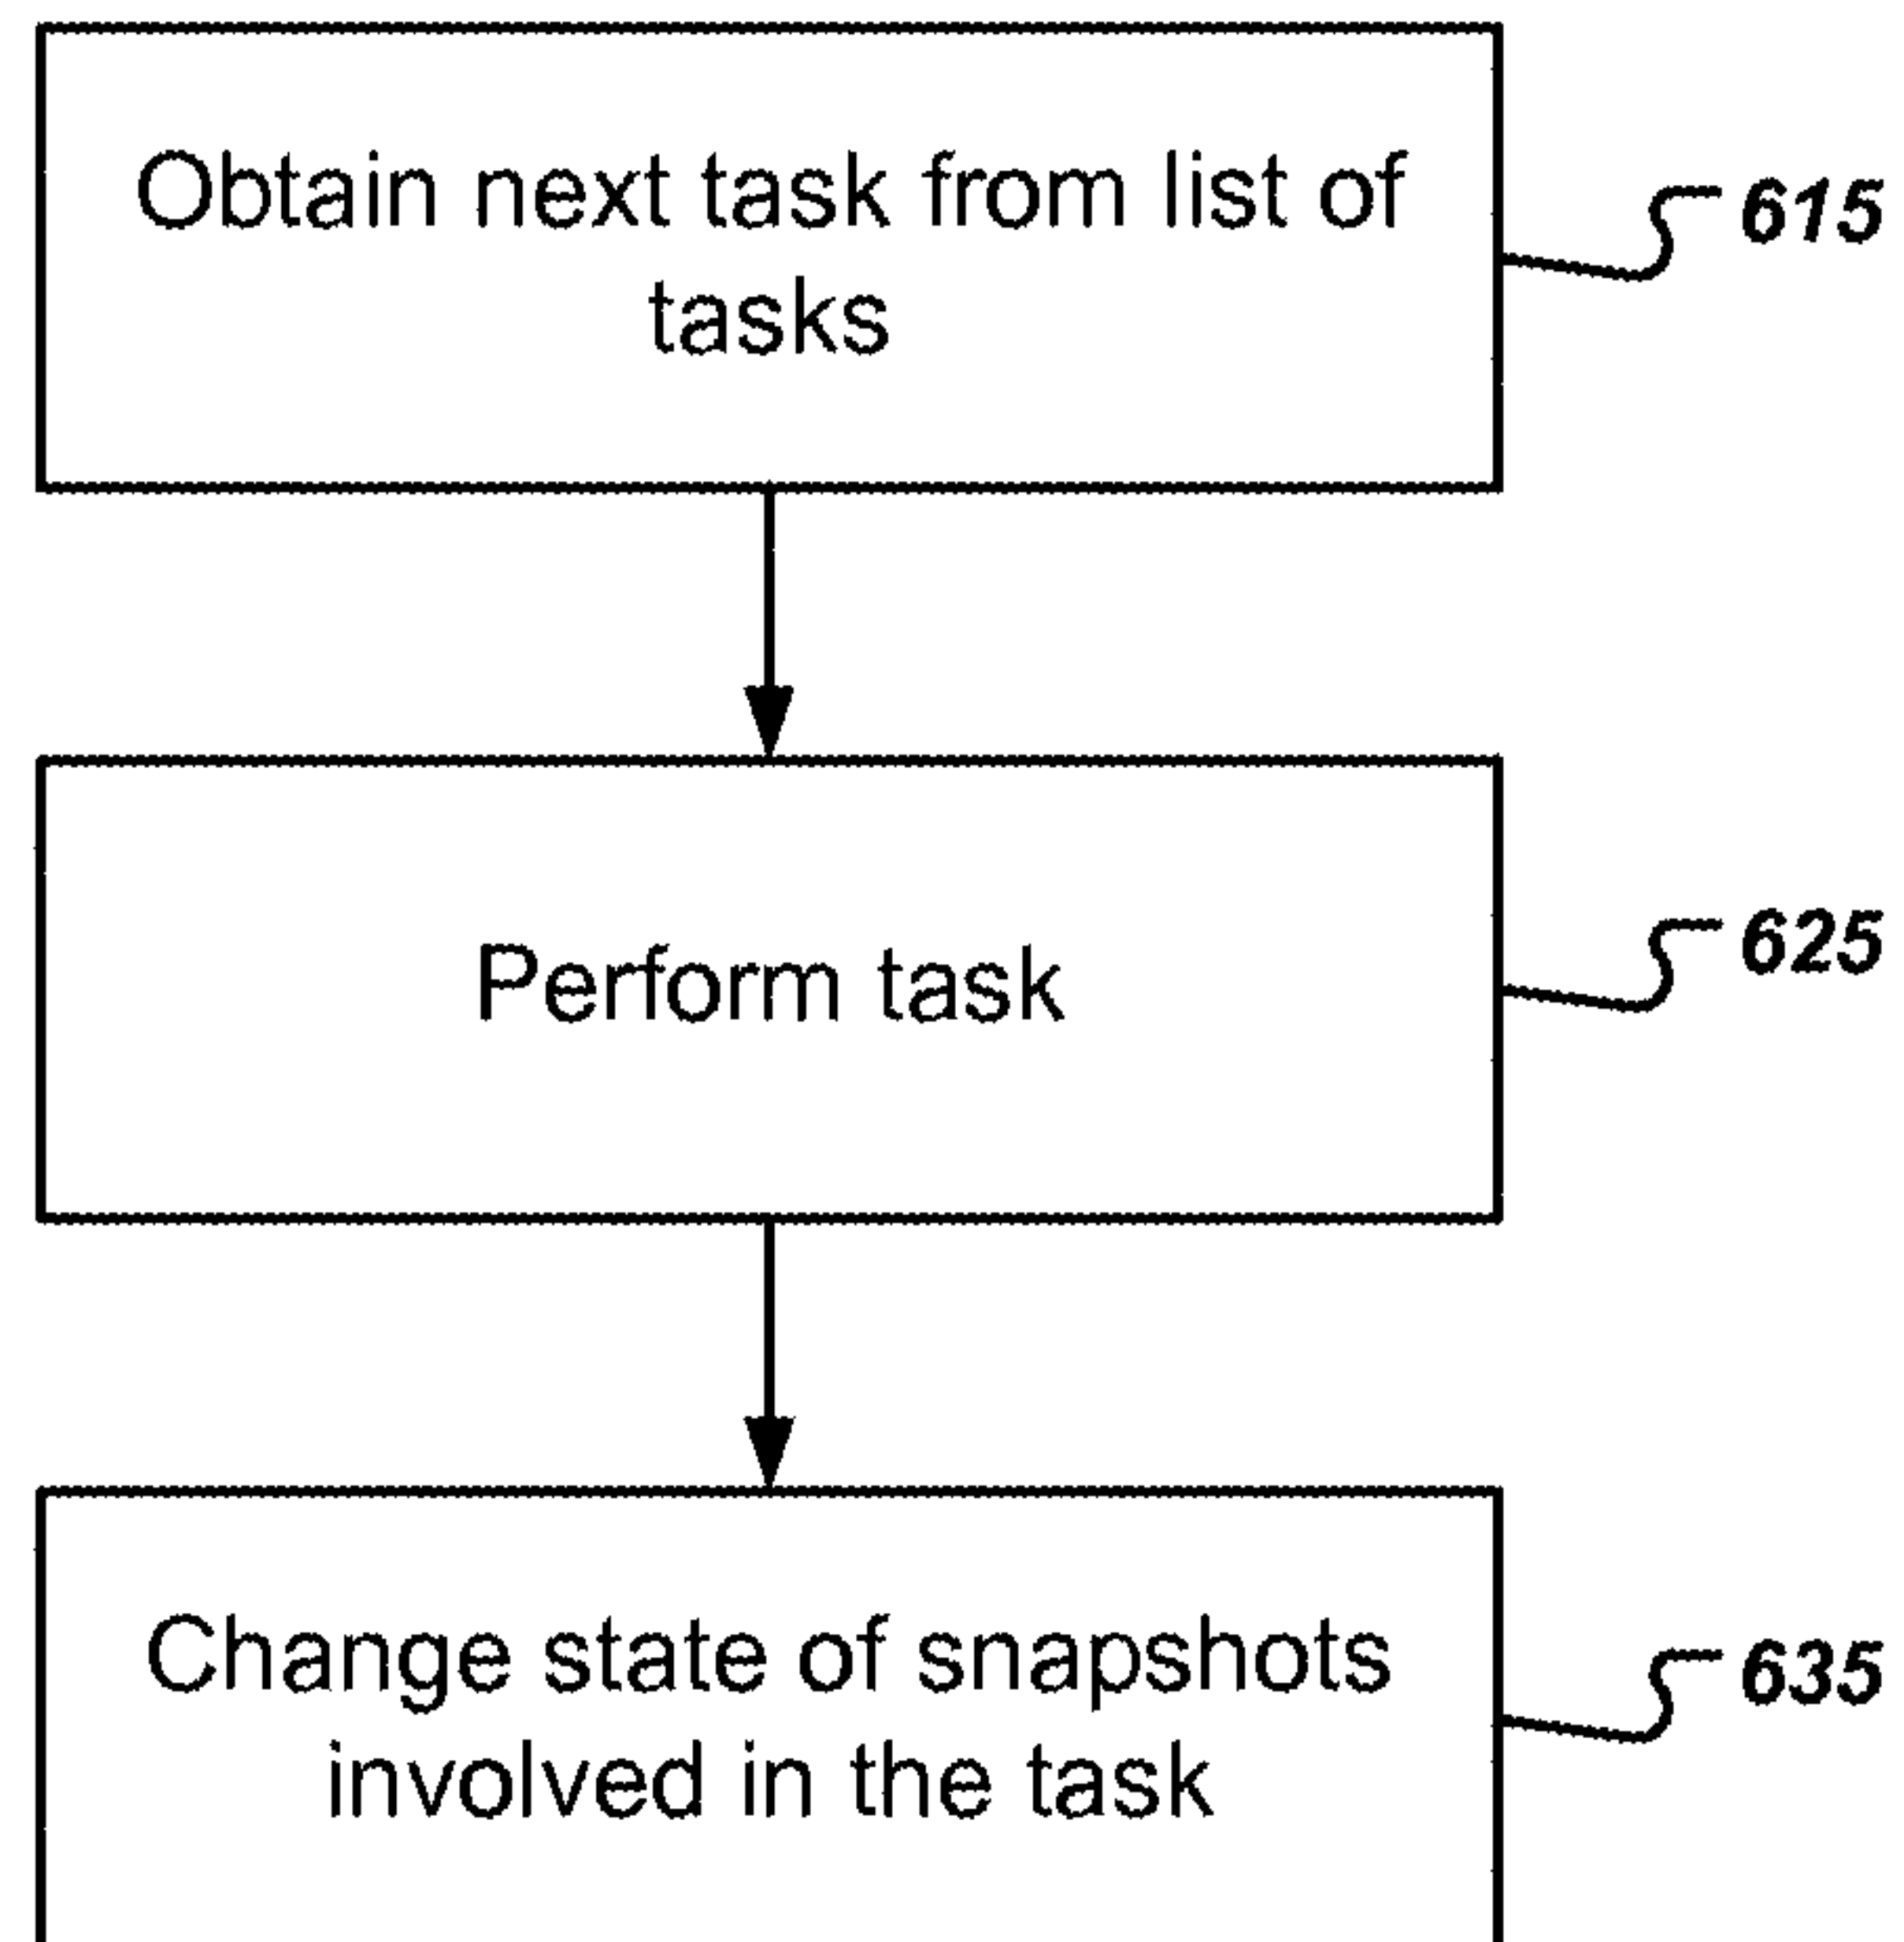 Obtain next task from list of
tasks
615
Perform task
625
Change state of snapshots
involved in the task
635